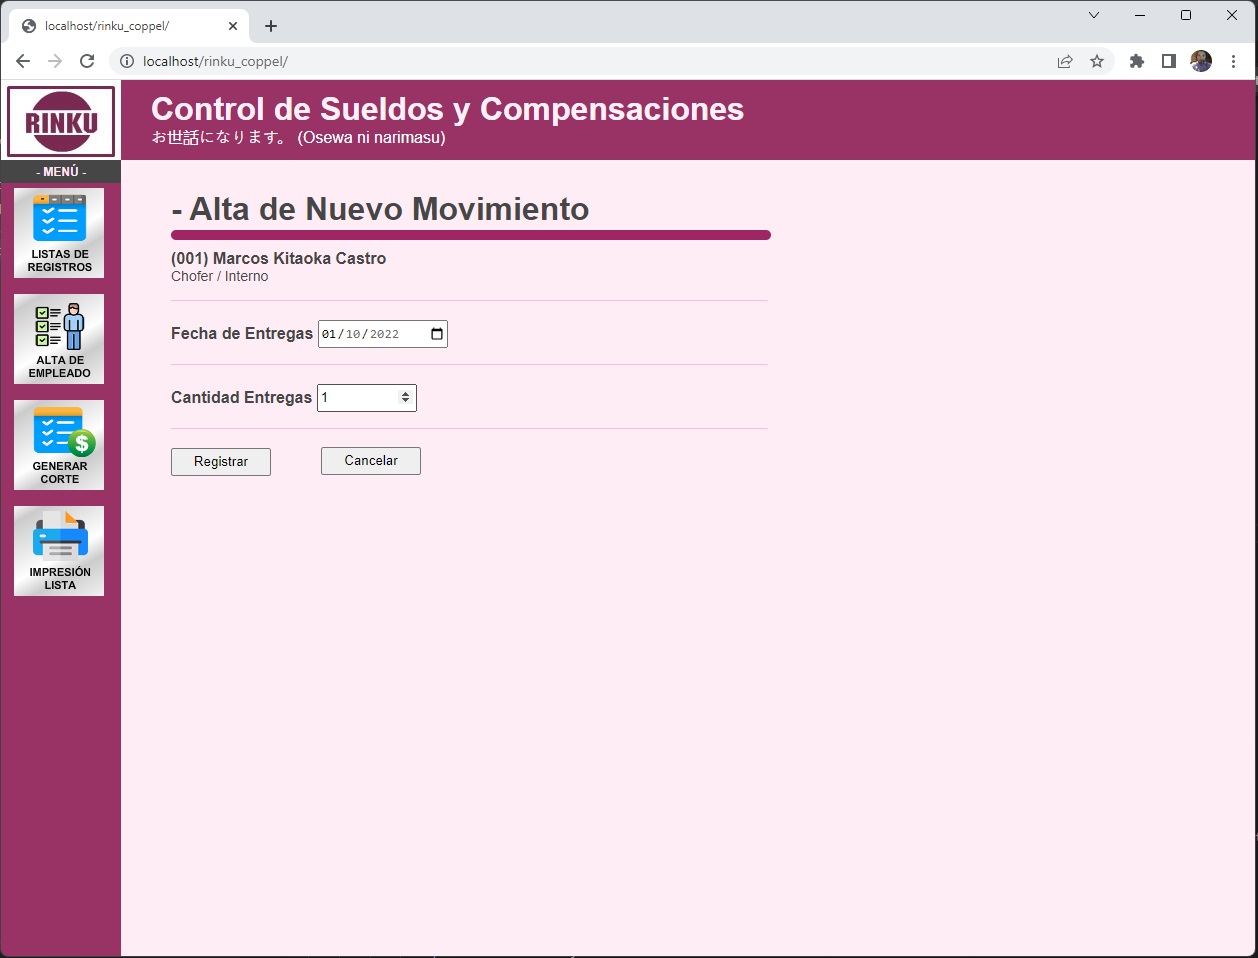 localhost/rinku_coppel/
localhost/rinku_coppel/
RINKU
Control de Sueldos y Compensaciones
お世話になります。 (Osewa ni narimasu)
- MENÚ -
LISTAS DE
REGISTROS
ALTA DE
EMPLEADO
$
GENERAR
CORTE
IMPRESIÓN
LISTA
- Alta de Nuevo Movimiento
(001) Marcos Kitaoka Castro
Chofer / Interno
Fecha de Entregas 01/10/2022
Cantidad Entregas 1
Registrar Cancelar